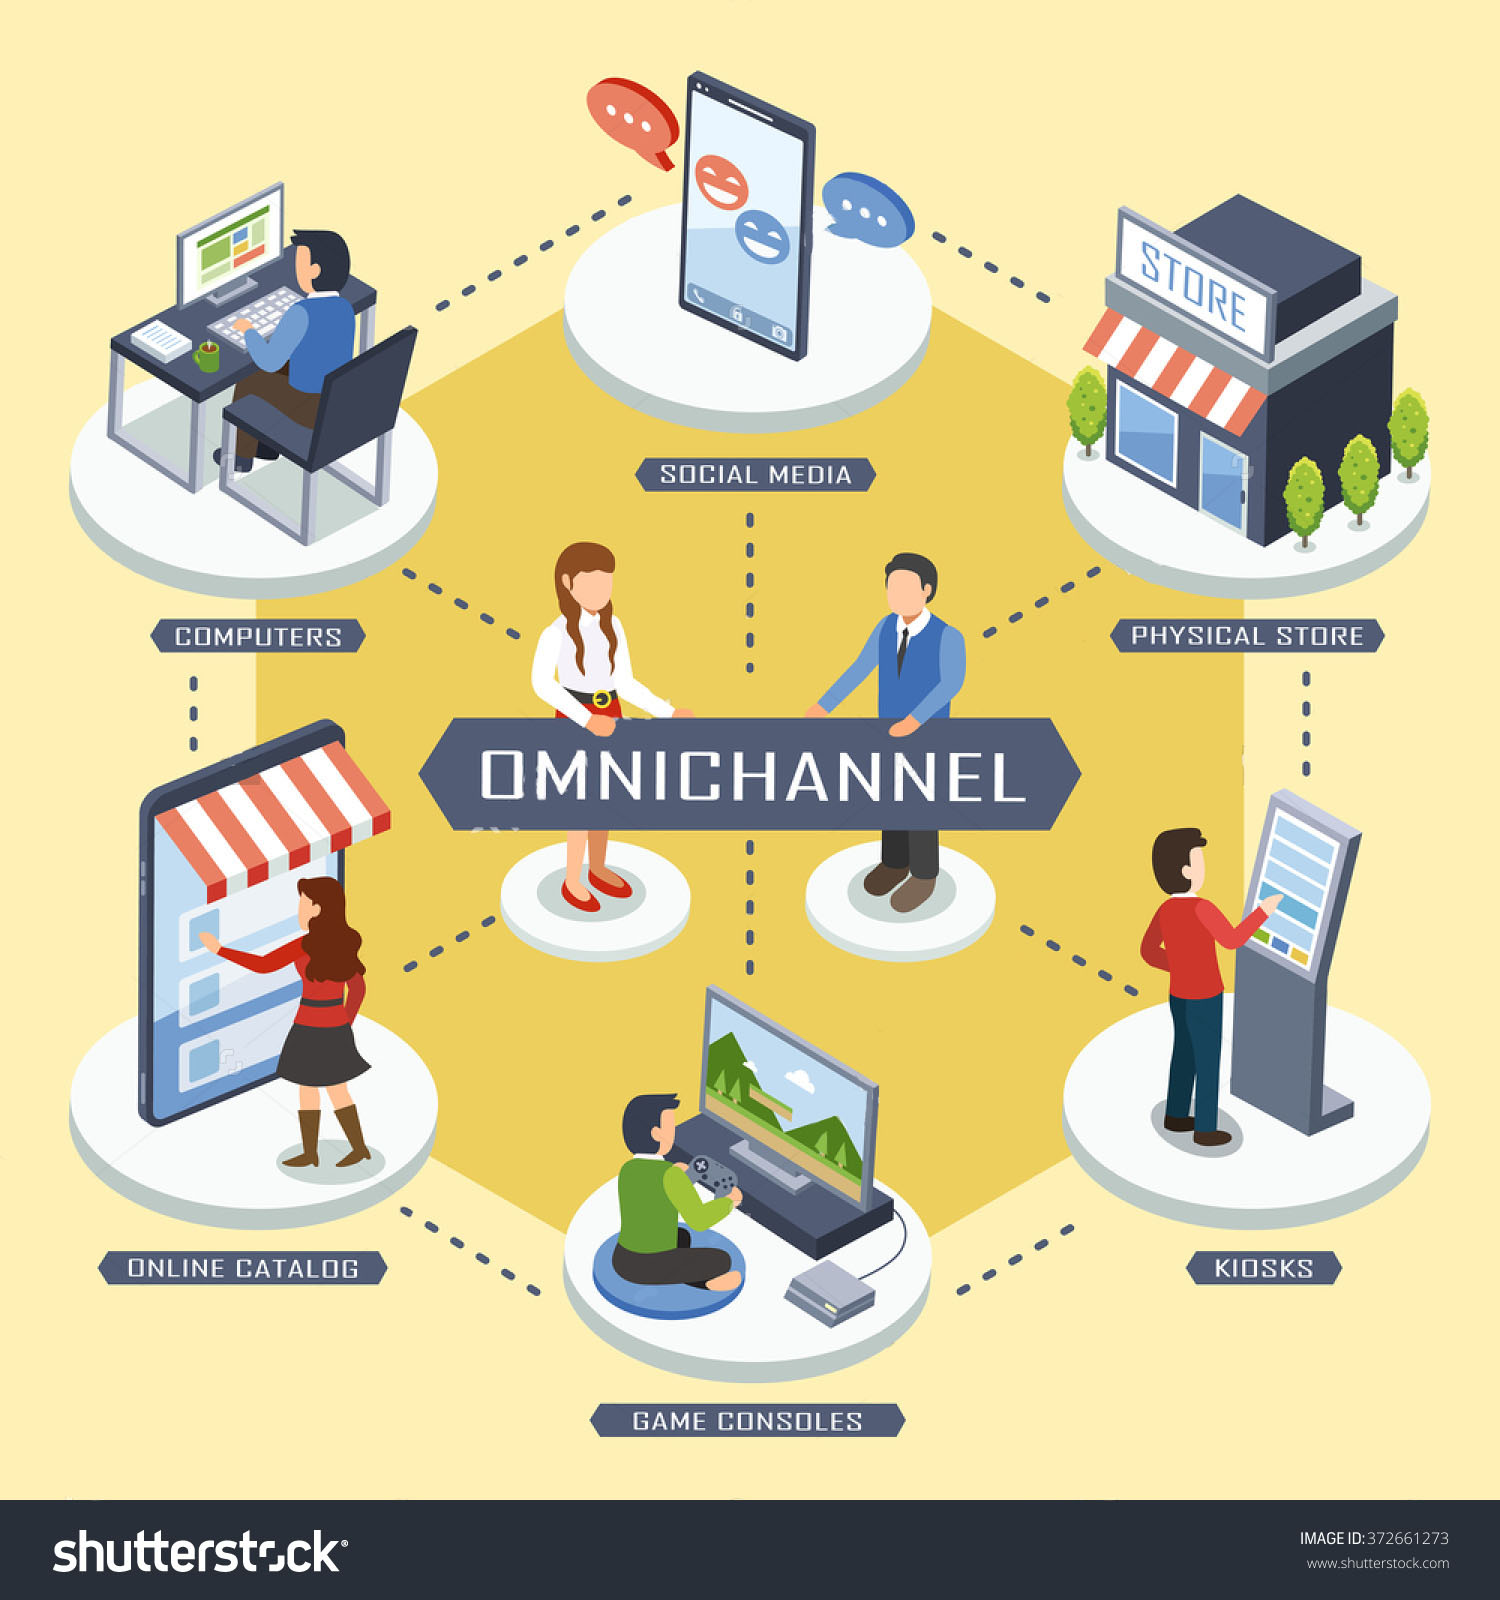 STORE
SOCIAL MEDIA
COMPUTERS
PHYSICAL STORE
OMNICHANNEL
ONLINE CATALOG
KIOSKS
GAME CONSOLES
shutterstock
IMAGE ID: 372661273
www.shutterstock.com